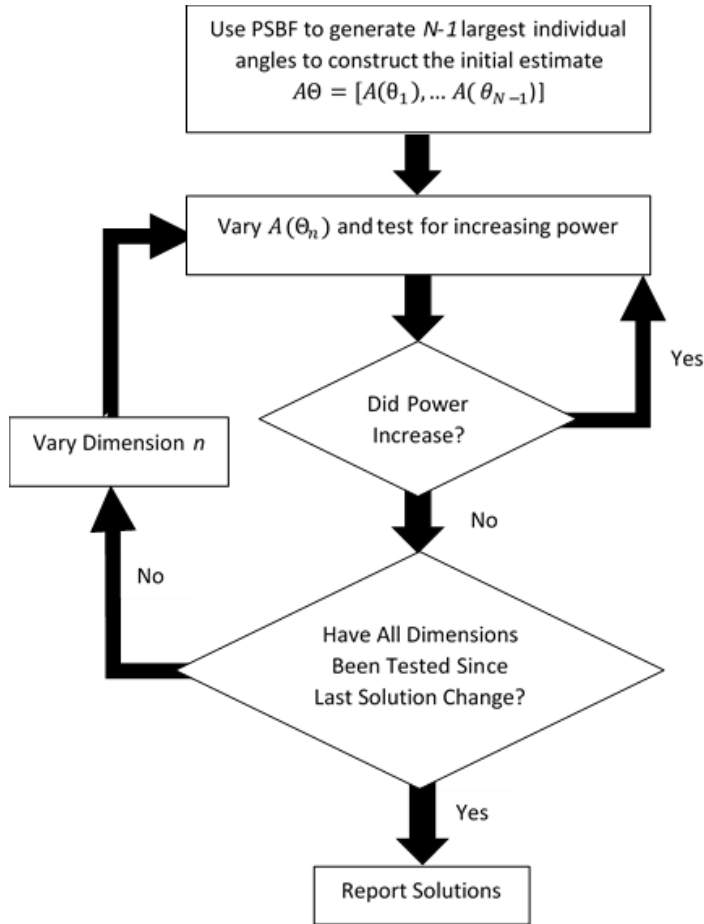 Use PSBF to generate N-1 largest individual
angles to construct the initial estimate
AΘ = [A(θ₁), … A( θ_{N−1})]
Vary A(Θₙ) and test for increasing power
Yes
Did Power
Increase?
Vary Dimension n
No
No
Have All Dimensions
Been Tested Since
Last Solution Change?
Yes
Report Solutions